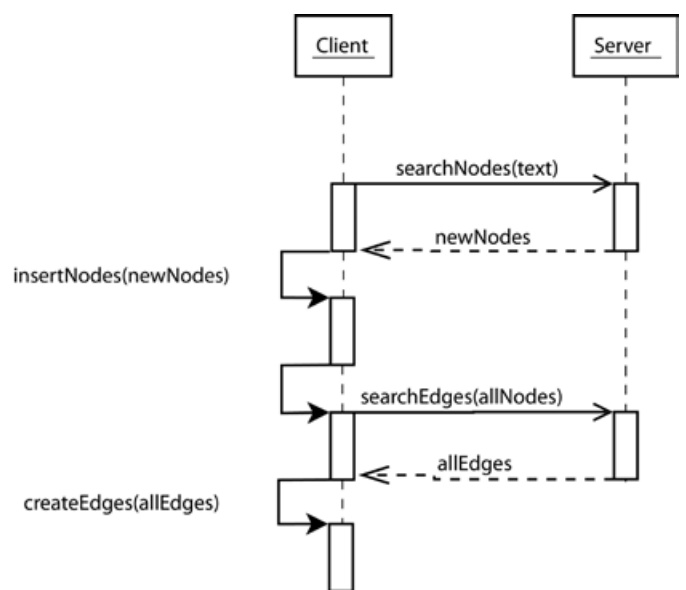 Client
Server
searchNodes(text)
newNodes
insertNodes(newNodes)
searchEdges(allNodes)
allEdges
createEdges(allEdges)